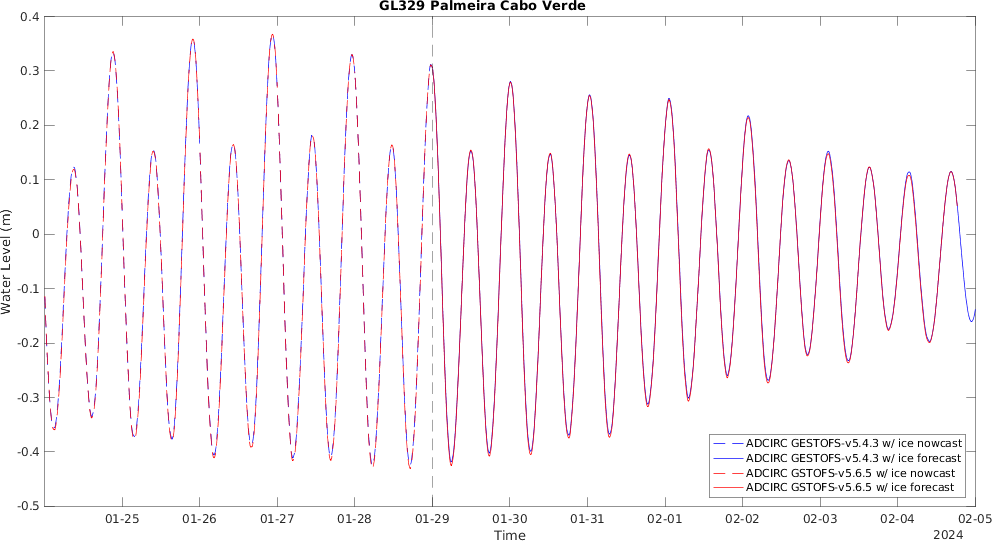 GL329 Palmeira Cabo Verde
0.4
0.3
0.2
0.1
0
-0.1
-0.2
-0.3
-0.4
-0.5
Water Level (m)
01-25 01-26 01-27 01-28 01-29 01-30 01-31 02-01 02-02 02-03 02-04 02-05
Time
2024
ADCIRC GESTOFS-v5.4.3 w/ ice nowcast
ADCIRC GESTOFS-v5.4.3 w/ ice forecast
ADCIRC GSTOFS-v5.6.5 w/ ice nowcast
ADCIRC GSTOFS-v5.6.5 w/ ice forecast